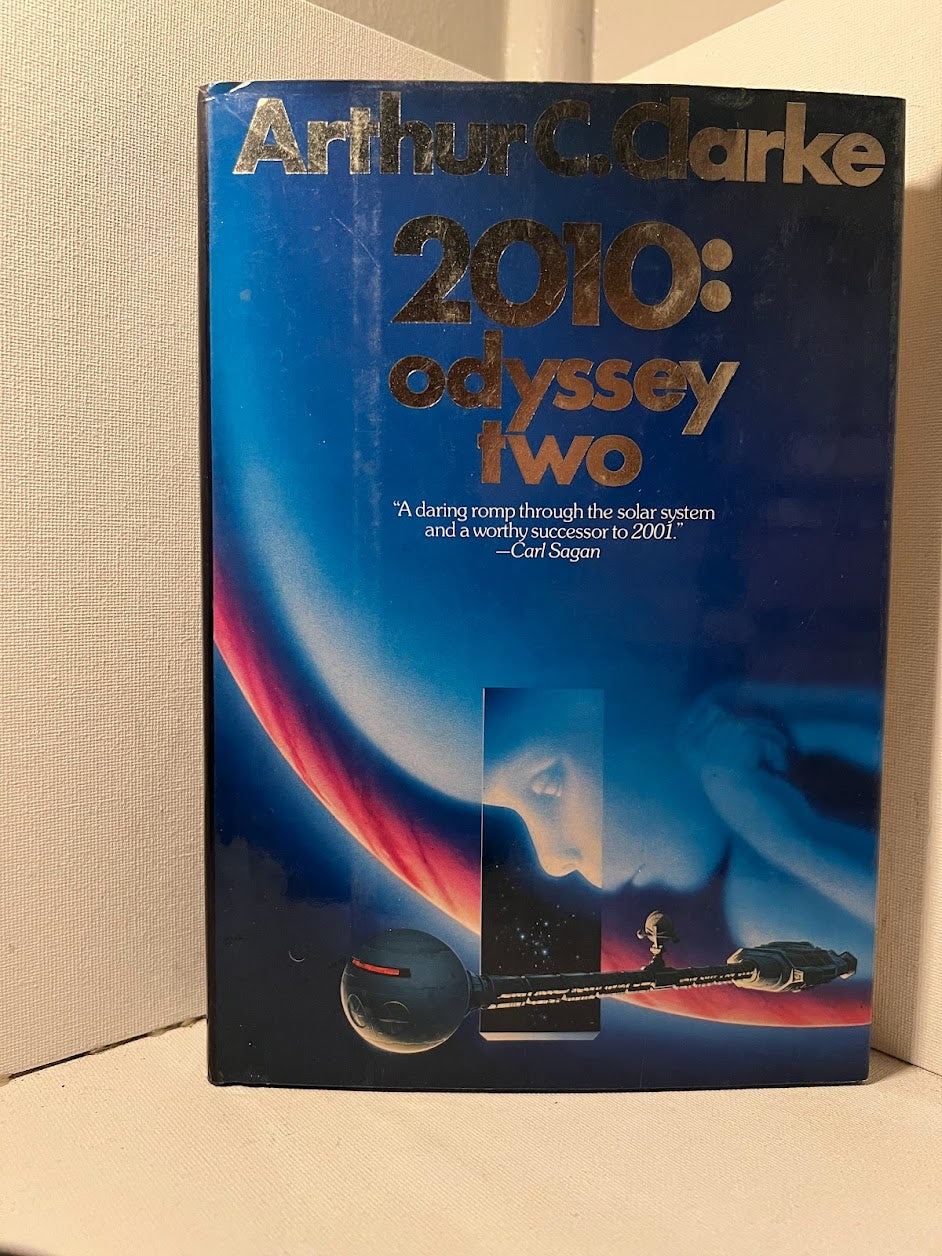 Arthur C. Clarke
2010:
odyssey
two
“A daring romp through the solar system
and a worthy successor to 2001.”
—Carl Sagan